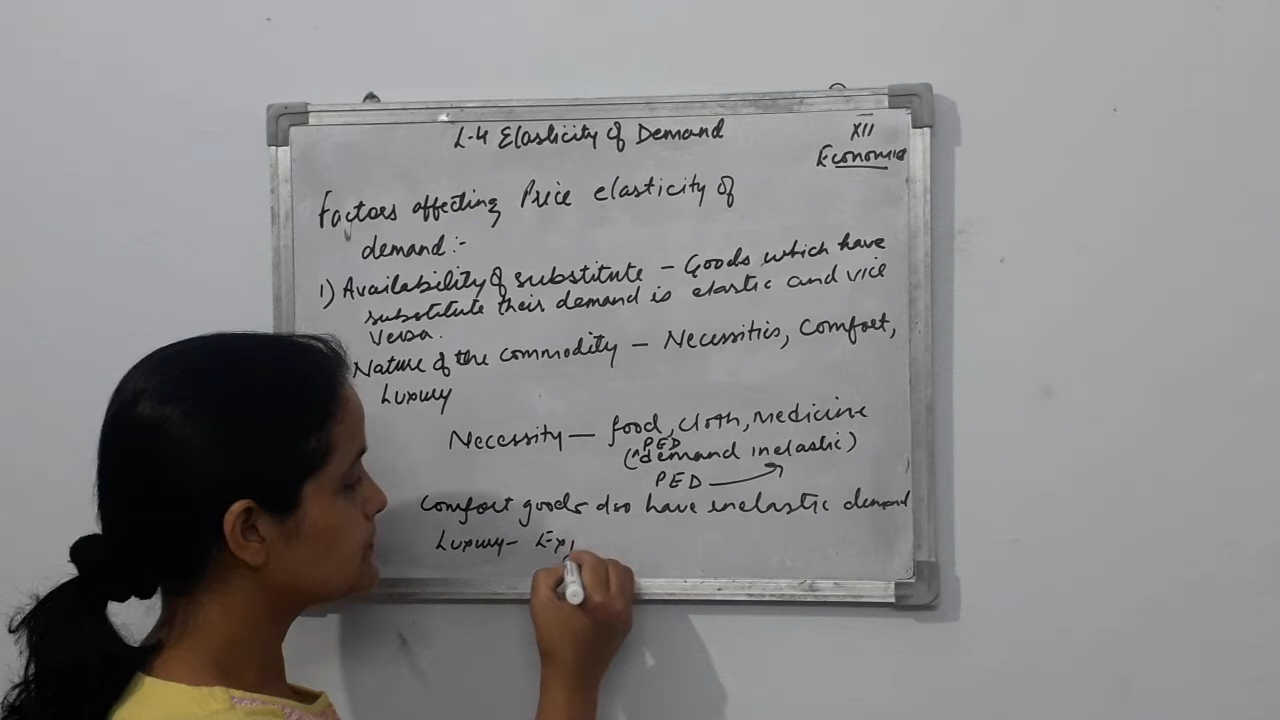 L-4 Elasticity of Demand
XII
Economics
Factors affecting Price elasticity of
demand :-
1) Availability of substitute - Goods which have
substitute their demand is elastic and vice
versa.
Nature of the commodity - Necessities, Comfort,
Luxury
Necessity - food, cloth, Medicine
PED
(^demand inelastic)
PED →
Comfort goods also have inelastic demand
Luxury - Exp